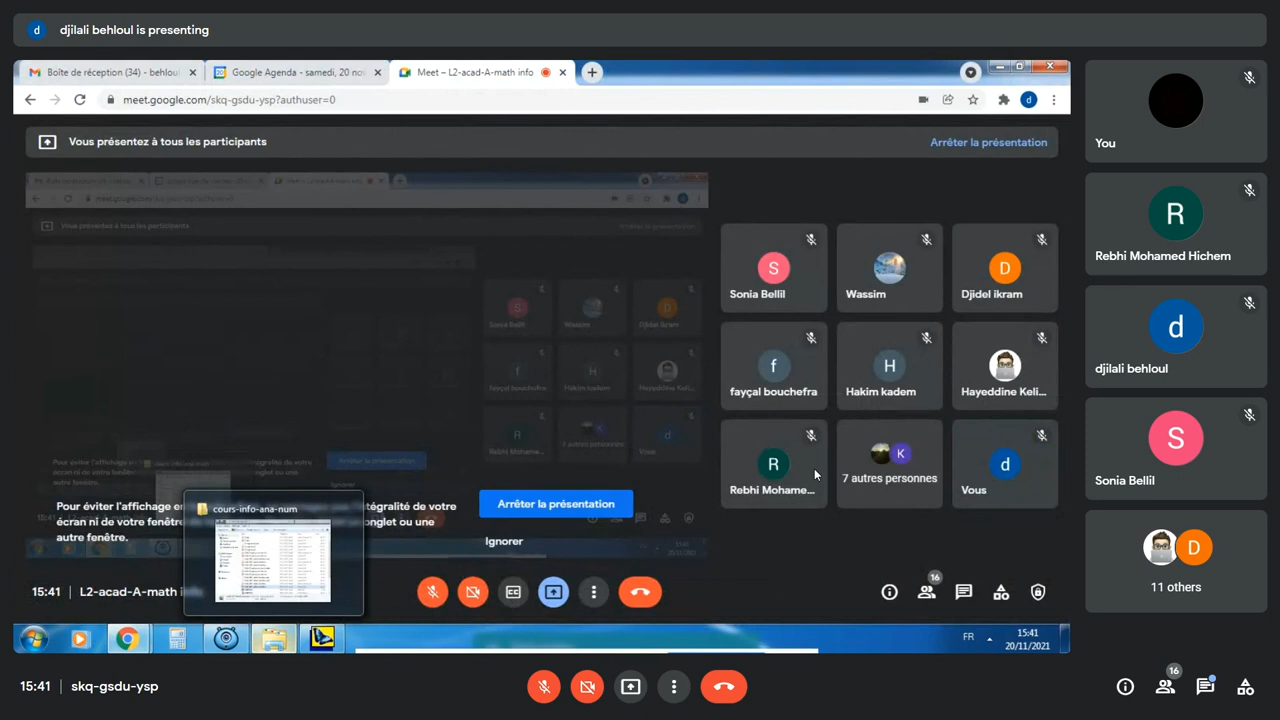 djilali behloul is presenting
Boîte de réception (34) - behlou
Google Agenda - samedi, 20 nov
Meet – L2-acad-A-math info
meet.google.com/skq-gsdu-ysp?authuser=0
Vous présentez à tous les participants
Arrêter la présentation
Sonia Bellil
Wassim
Djidel ikram
fayçal bouchefra
Hakim kadem
Hayeddine Keli...
Rebhi Mohame...
7 autres personnes
Vous
Pour éviter l'affichage en
intégralité de votre
écran ni de votre fenêtre
onglet ou une
autre fenêtre.
Arrêter la présentation
Ignorer
cours-info-ana-num
15:41 | L2-acad-A-math
16
FR
15:41
20/11/2021
You
Rebhi Mohamed Hichem
djilali behloul
Sonia Bellil
11 others
15:41 | skq-gsdu-ysp
16